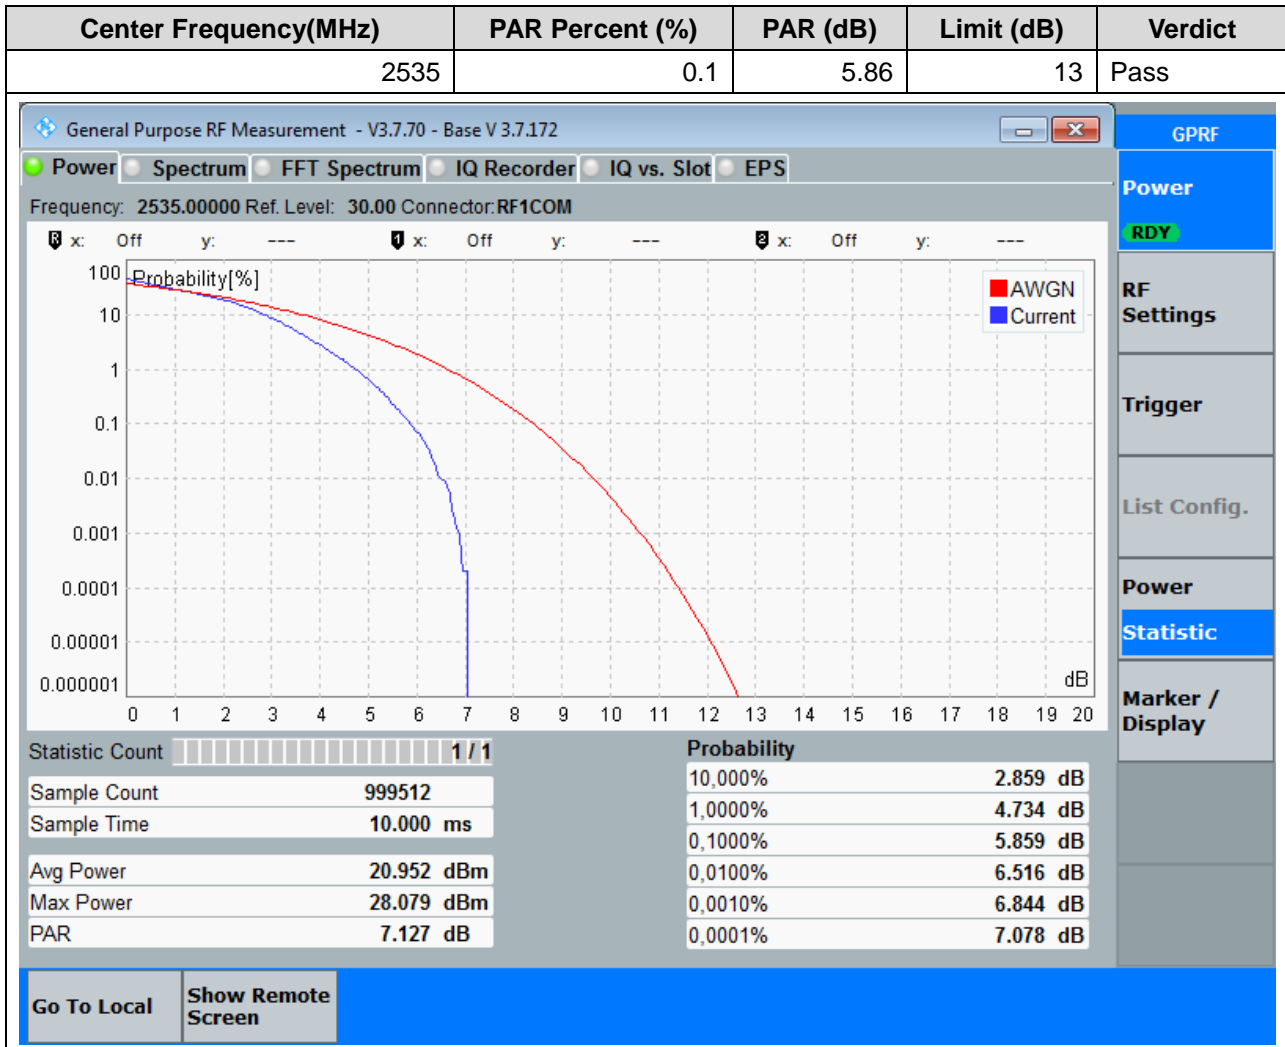 Center Frequency(MHz) PAR Percent (%) PAR (dB) Limit (dB) Verdict
2535 0.1 5.86 13 Pass
General Purpose RF Measurement - V3.7.70 - Base V 3.7.172
GPRF
Power Spectrum FFT Spectrum IQ Recorder IQ vs. Slot EPS
Power
RDY
Frequency: 2535.00000 Ref. Level: 30.00 Connector: RF1COM
R x: Off y: --- 1 x: Off y: --- 2 x: Off y: ---
Probability[%]
AWGN
Current
100
10
1
0.1
0.01
0.001
0.0001
0.00001
0.000001
dB
0 1 2 3 4 5 6 7 8 9 10 11 12 13 14 15 16 17 18 19 20
RF
Settings
Trigger
List Config.
Power
Statistic
Marker /
Display
Statistic Count 1 / 1
Sample Count 999512
Sample Time 10.000 ms
Avg Power 20.952 dBm
Max Power 28.079 dBm
PAR 7.127 dB
Probability
10,000% 2.859 dB
1,0000% 4.734 dB
0,1000% 5.859 dB
0,0100% 6.516 dB
0,0010% 6.844 dB
0,0001% 7.078 dB
Go To Local
Show Remote
Screen